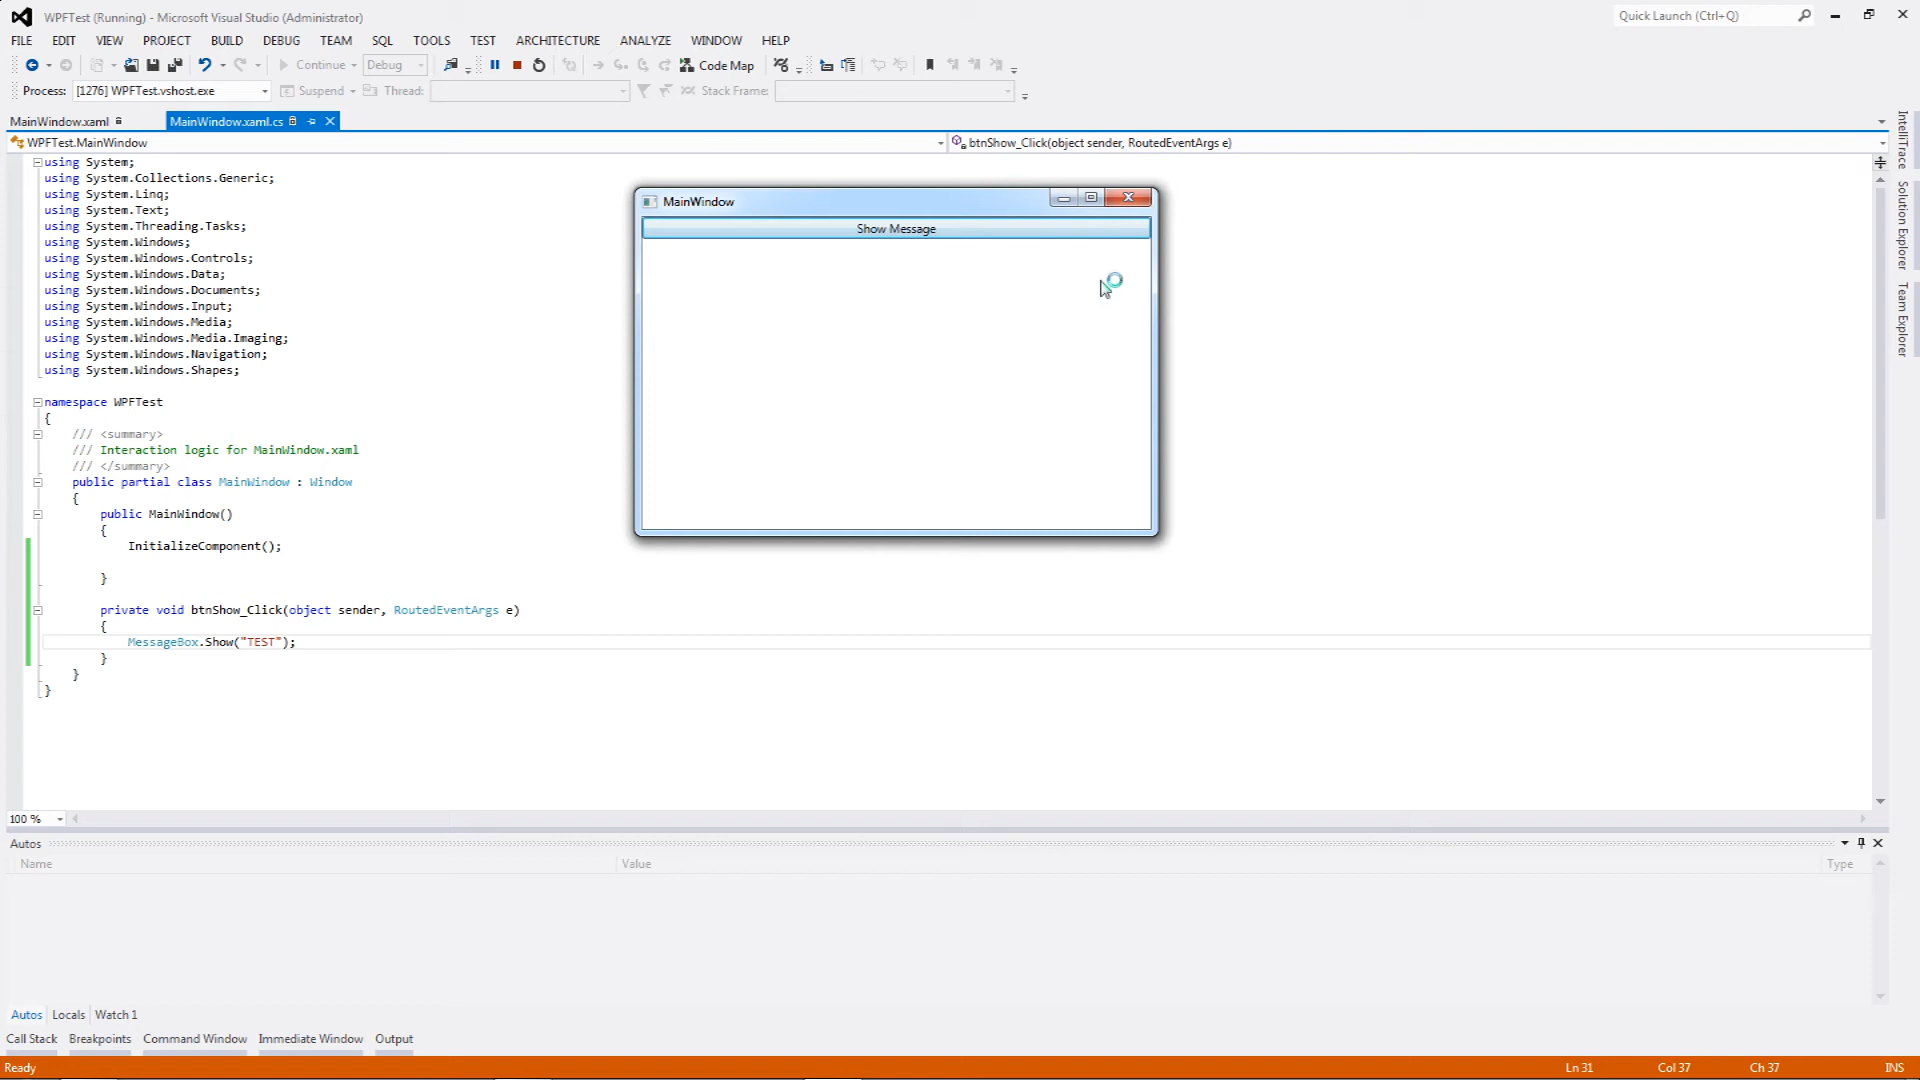 WPFTest (Running) - Microsoft Visual Studio (Administrator)
Quick Launch (Ctrl+Q)
FILE EDIT VIEW PROJECT BUILD DEBUG TEAM SQL TOOLS TEST ARCHITECTURE ANALYZE WINDOW HELP
Continue Debug Code Map
Process: [1276] WPFTest.vshost.exe Suspend Thread: Stack Frame:
MainWindow.xaml MainWindow.xaml.cs
WPFTest.MainWindow btnShow_Click(object sender, RoutedEventArgs e)
using System;
using System.Collections.Generic;
using System.Linq;
using System.Text;
using System.Threading.Tasks;
using System.Windows;
using System.Windows.Controls;
using System.Windows.Data;
using System.Windows.Documents;
using System.Windows.Input;
using System.Windows.Media;
using System.Windows.Media.Imaging;
using System.Windows.Navigation;
using System.Windows.Shapes;
namespace WPFTest
{
/// <summary>
/// Interaction logic for MainWindow.xaml
/// </summary>
public partial class MainWindow : Window
{
public MainWindow()
{
InitializeComponent();
}
private void btnShow_Click(object sender, RoutedEventArgs e)
{
MessageBox.Show("TEST");
}
}
}
MainWindow
Show Message
IntelliTrace
Solution Explorer
Team Explorer
100 %
Autos
Name Value Type
Autos Locals Watch 1
Call Stack Breakpoints Command Window Immediate Window Output
Ready Ln 31 Col 37 Ch 37 INS